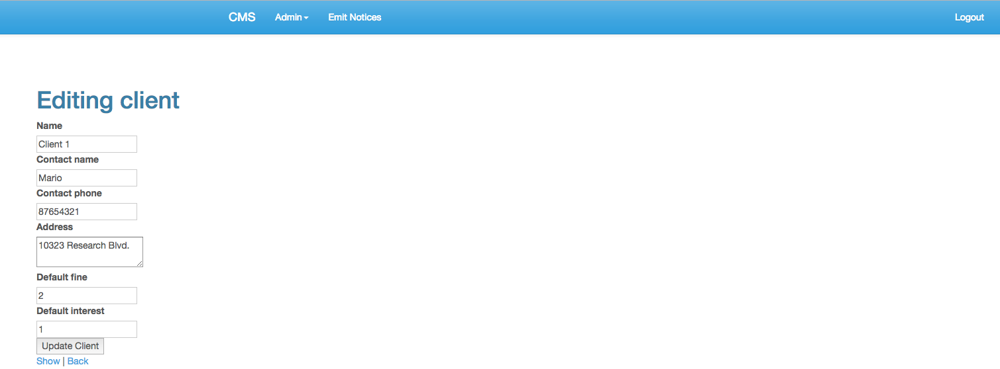 CMS Admin Emit Notices Logout
Editing client
Name
Client 1
Contact name
Mario
Contact phone
87654321
Address
10323 Research Blvd.
Default fine
2
Default interest
1
Update Client
Show | Back